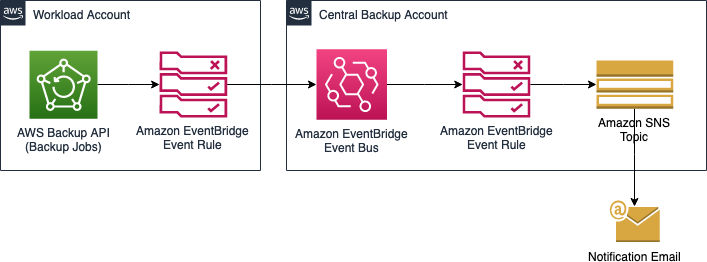 aws
Workload Account
aws
Central Backup Account
AWS Backup API
(Backup Jobs)
Amazon EventBridge
Event Rule
Amazon EventBridge
Event Bus
Amazon EventBridge
Event Rule
Amazon SNS
Topic
@
Notification Email